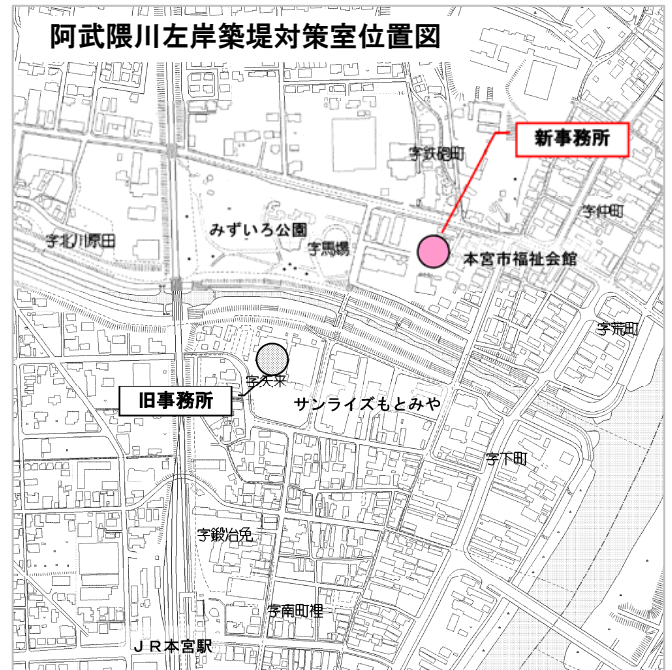 阿武隈川左岸築堤対策室位置図
新事務所
字鉄砲町
字仲町
みずいろ公園
字北川原田
字馬場
本宮市福祉会館
字荒町
字矢来
旧事務所
サンライズもとみや
字下町
字鍛冶免
字南町裡
JR本宮駅